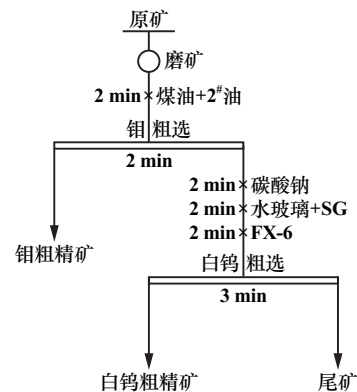 原矿
磨矿
2 min×煤油+2#油
钼 粗选
2 min
2 min×碳酸钠
2 min×水玻璃+SG
2 min×FX-6
钼粗精矿
白钨 粗选
3 min
白钨粗精矿 尾矿